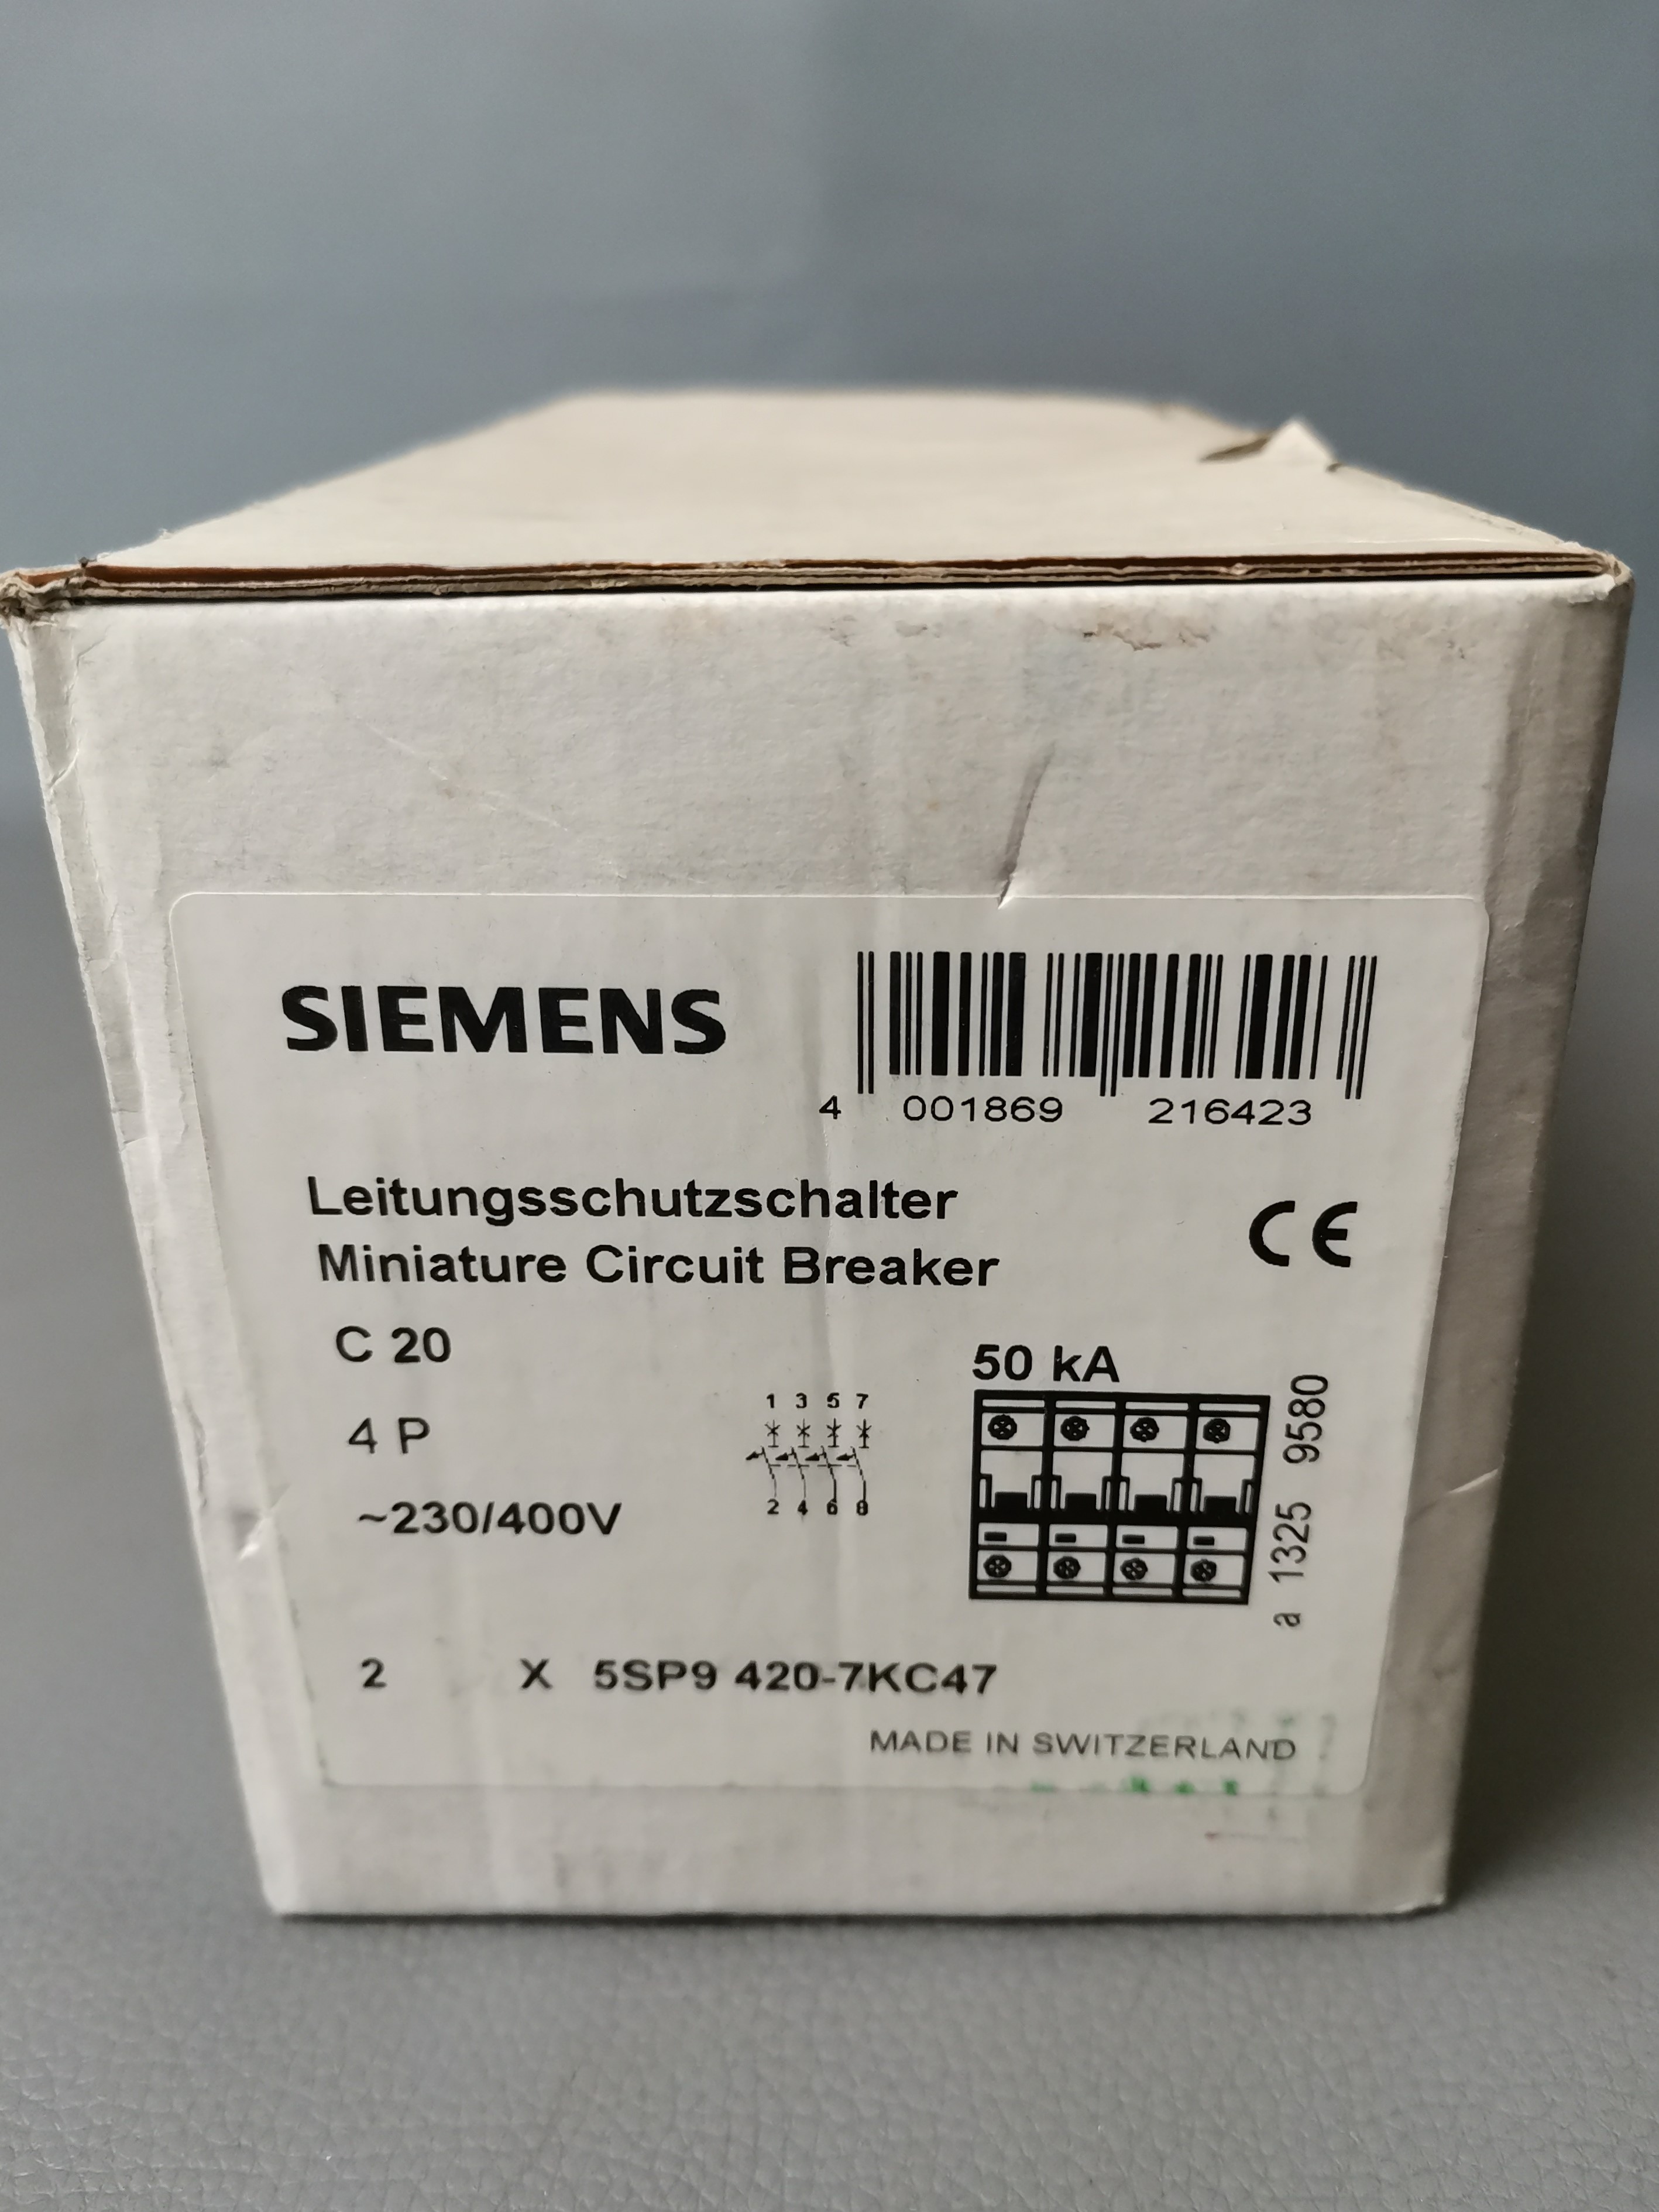 SIEMENS
4 001869 216423
Leitungsschutzschalter
Miniature Circuit Breaker
CE
C 20
50 kA
4 P
1 3 5 7
2 4 6 8
~230/400V
a 1325 9580
2 X 5SP9 420-7KC47
MADE IN SWITZERLAND